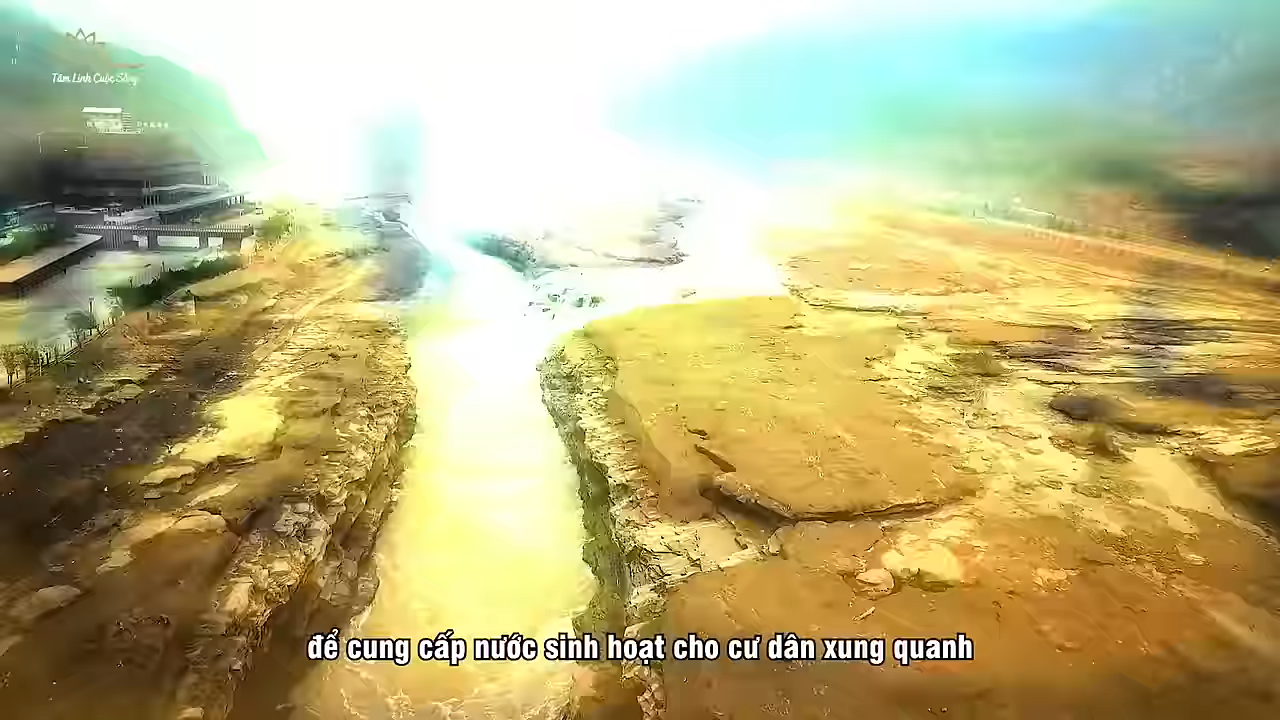 Tâm Linh Cuộc Sống
để cung cấp nước sinh hoạt cho cư dân xung quanh